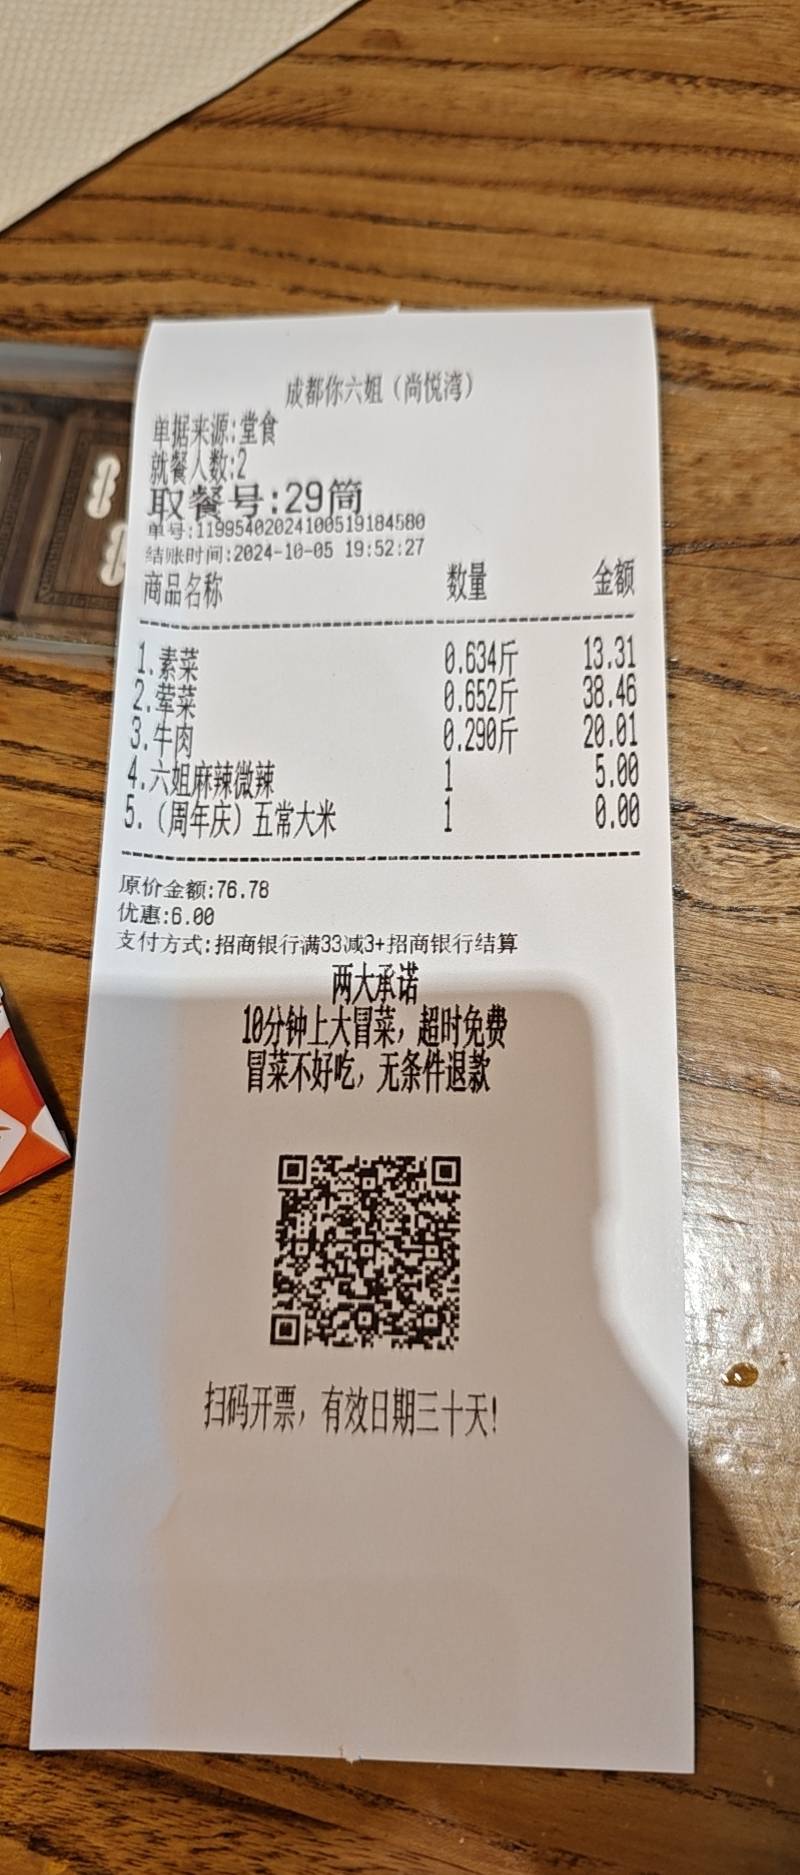 成都你六姐（尚悦湾）
单据来源:堂食
就餐人数:2
取餐号:29筒
单号:11995402024100519184580
结账时间:2024-10-05 19:52:27
商品名称 数量 金额
1.素菜 0.634斤 13.31
2.荤菜 0.652斤 38.46
3.牛肉 0.290斤 20.01
4.六姐麻辣微辣 1 5.00
5.（周年庆）五常大米 1 0.00
原价金额:76.78
优惠:6.00
支付方式:招商银行满33减3+招商银行结算
两大承诺
10分钟上大冒菜，超时免费
冒菜不好吃，无条件退款
扫码开票，有效日期三十天!